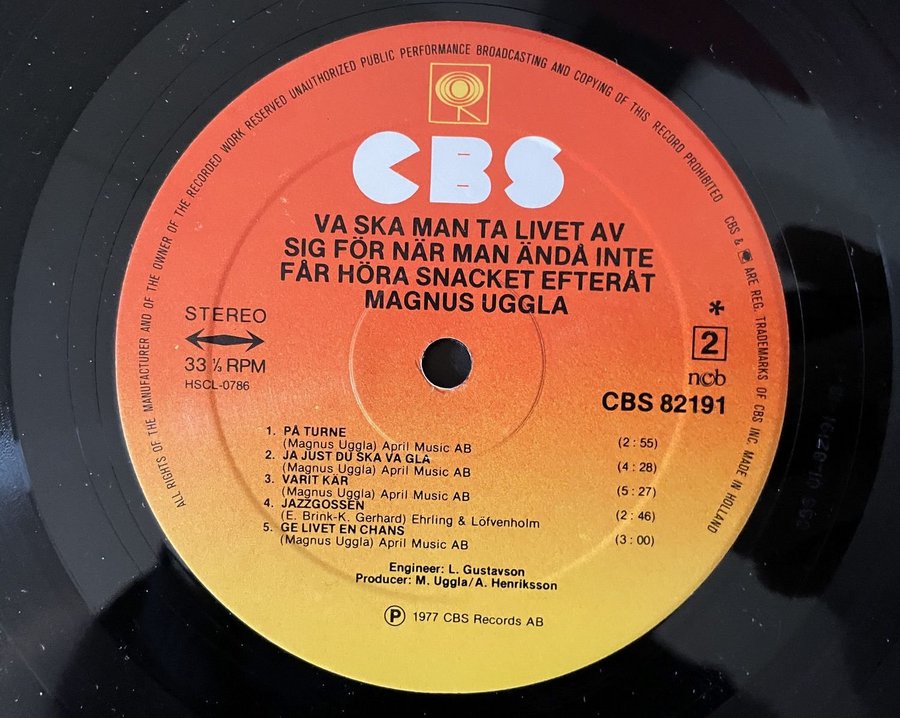 ALL RIGHTS OF THE MANUFACTURER AND OF THE OWNER OF THE RECORDED WORK RESERVED UNAUTHORIZED PUBLIC PERFORMANCE BROADCASTING AND COPYING OF THIS RECORD PROHIBITED CBS & ARE REG. TRADEMARKS OF CBS INC MADE IN HOLLAND
CBS
VA SKA MAN TA LIVET AV
SIG FÖR NÄR MAN ÄNDÅ INTE
FÅR HÖRA SNACKET EFTERÅT
MAGNUS UGGLA
STEREO
33 ⅓ RPM
HSCL-0786
*
2
ncb
CBS 82191
1. PÅ TURNE (2:55)
(Magnus Uggla) April Music AB
2. JA JUST DU SKA VA GLA (4:28)
(Magnus Uggla) April Music AB
3. VARIT KÄR (5:27)
(Magnus Uggla) April Music AB
4. JAZZGOSSEN (2:46)
(E. Brink-K. Gerhard) Ehrling & Löfvenholm
5. GE LIVET EN CHANS (3:00)
(Magnus Uggla) April Music AB
Engineer: L. Gustavson
Producer: M. Uggla/A. Henriksson
Ⓟ 1977 CBS Records AB